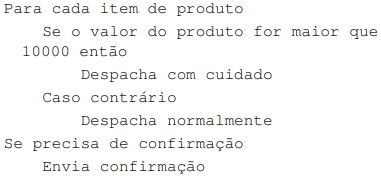 Para cada item de produto
Se o valor do produto for maior que
10000 então
Despacha com cuidado
Caso contrário
Despacha normalmente
Se precisa de confirmação
Envia confirmação